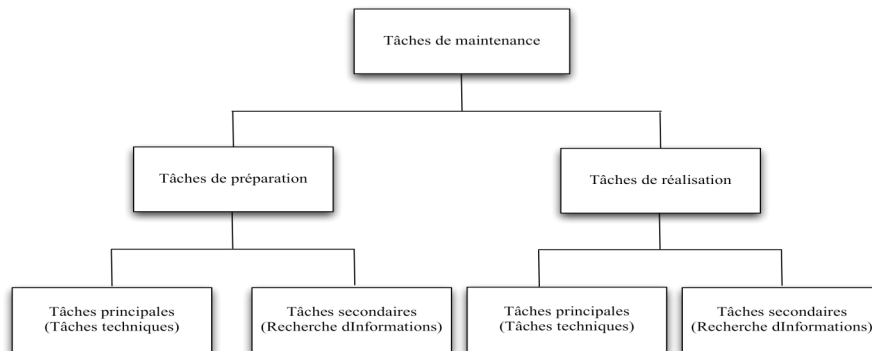 Tâches de maintenance
Tâches de préparation
Tâches de réalisation
Tâches principales
(Tâches techniques)
Tâches secondaires
(Recherche dInformations)
Tâches principales
(Tâches techniques)
Tâches secondaires
(Recherche dInformations)